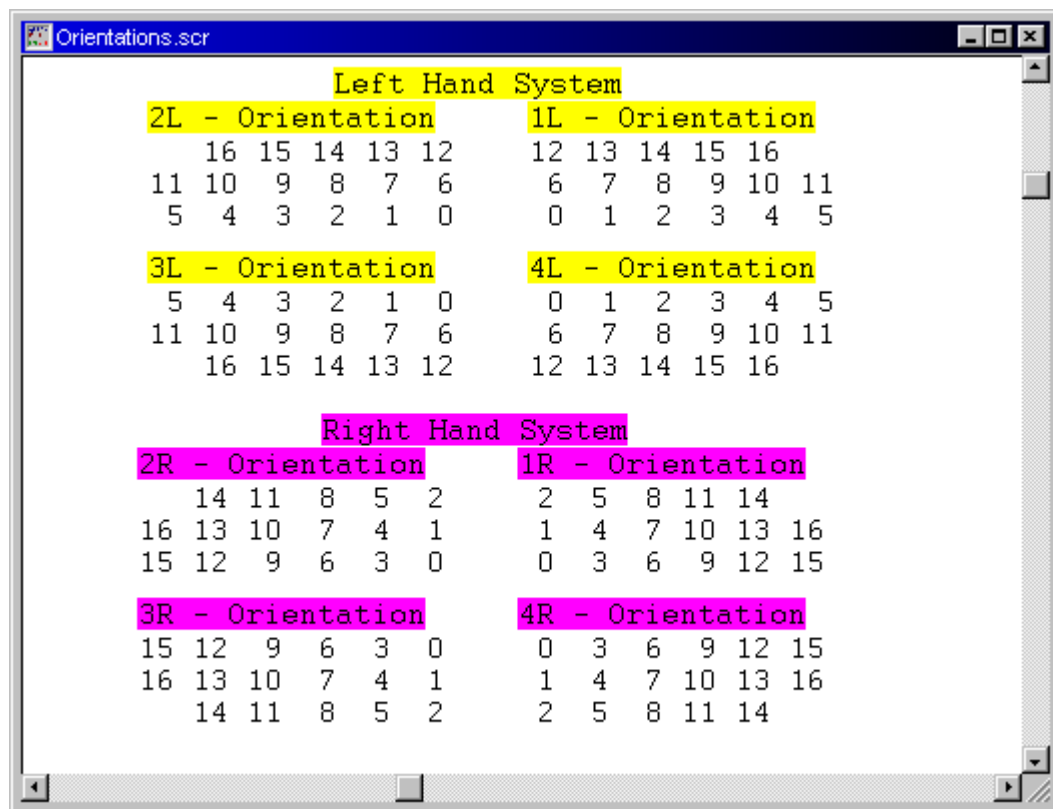 Orientations.scr
Left Hand System
2L - Orientation 1L - Orientation
16 15 14 13 12 12 13 14 15 16
11 10 9 8 7 6 6 7 8 9 10 11
5 4 3 2 1 0 0 1 2 3 4 5
3L - Orientation 4L - Orientation
5 4 3 2 1 0 0 1 2 3 4 5
11 10 9 8 7 6 6 7 8 9 10 11
16 15 14 13 12 12 13 14 15 16
Right Hand System
2R - Orientation 1R - Orientation
14 11 8 5 2 2 5 8 11 14
16 13 10 7 4 1 1 4 7 10 13 16
15 12 9 6 3 0 0 3 6 9 12 15
3R - Orientation 4R - Orientation
15 12 9 6 3 0 0 3 6 9 12 15
16 13 10 7 4 1 1 4 7 10 13 16
14 11 8 5 2 2 5 8 11 14